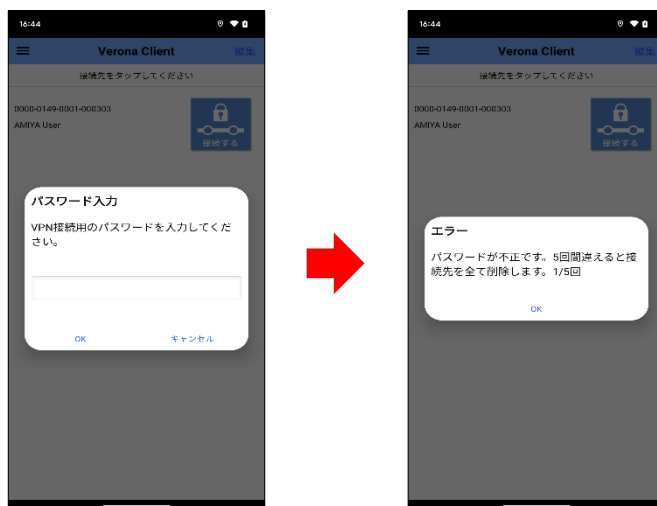 16:44
Verona Client
編集
接続先をタップしてください
0000-0149-0001-000303
AMIYA User
接続する
パスワード入力
VPN接続用のパスワードを入力してくだ
さい。
OK キャンセル
16:44
Verona Client
編集
接続先をタップしてください
0000-0149-0001-000303
AMIYA User
接続する
エラー
パスワードが不正です。5回間違えると接
続先を全て削除します。1/5回
OK